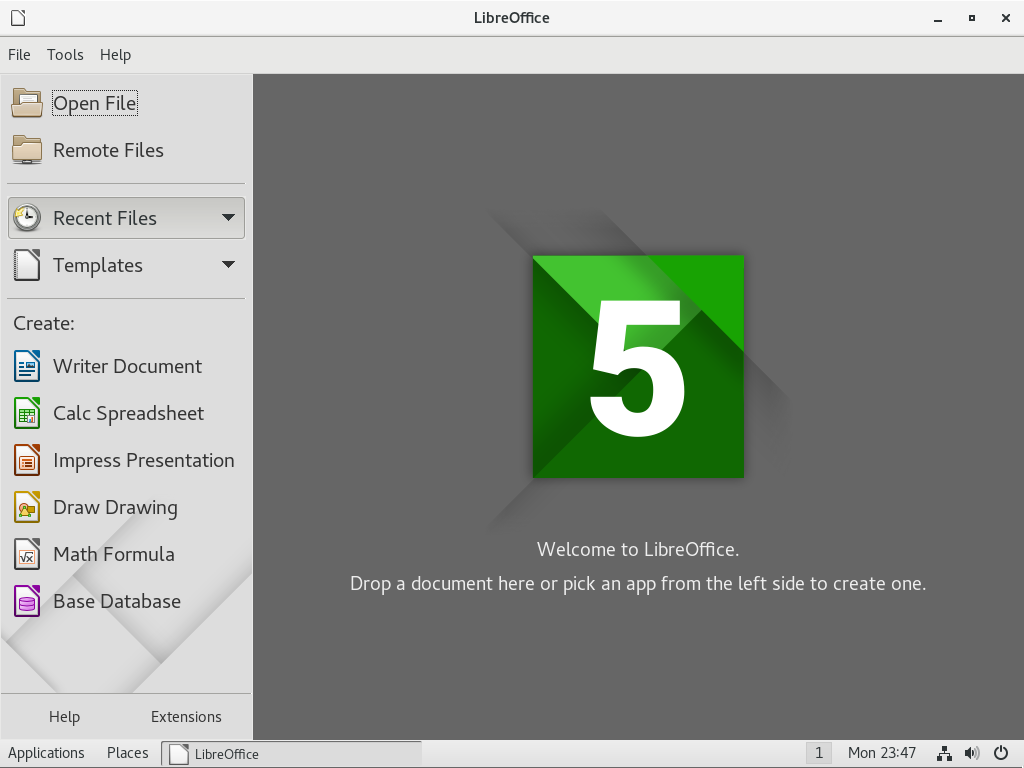 LibreOffice
File Tools Help
Open File
Remote Files
Recent Files
Templates
Create:
Writer Document
Calc Spreadsheet
Impress Presentation
Draw Drawing
Math Formula
Base Database
Help Extensions
5
Welcome to LibreOffice.
Drop a document here or pick an app from the left side to create one.
Applications Places LibreOffice 1 Mon 23:47